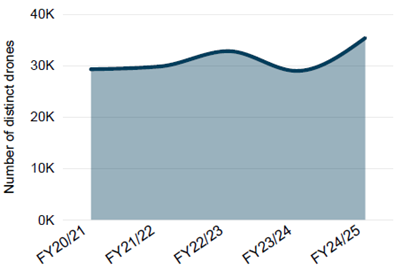 Number of distinct drones
40K
30K
20K
10K
0K
FY20/21
FY21/22
FY22/23
FY23/24
FY24/25